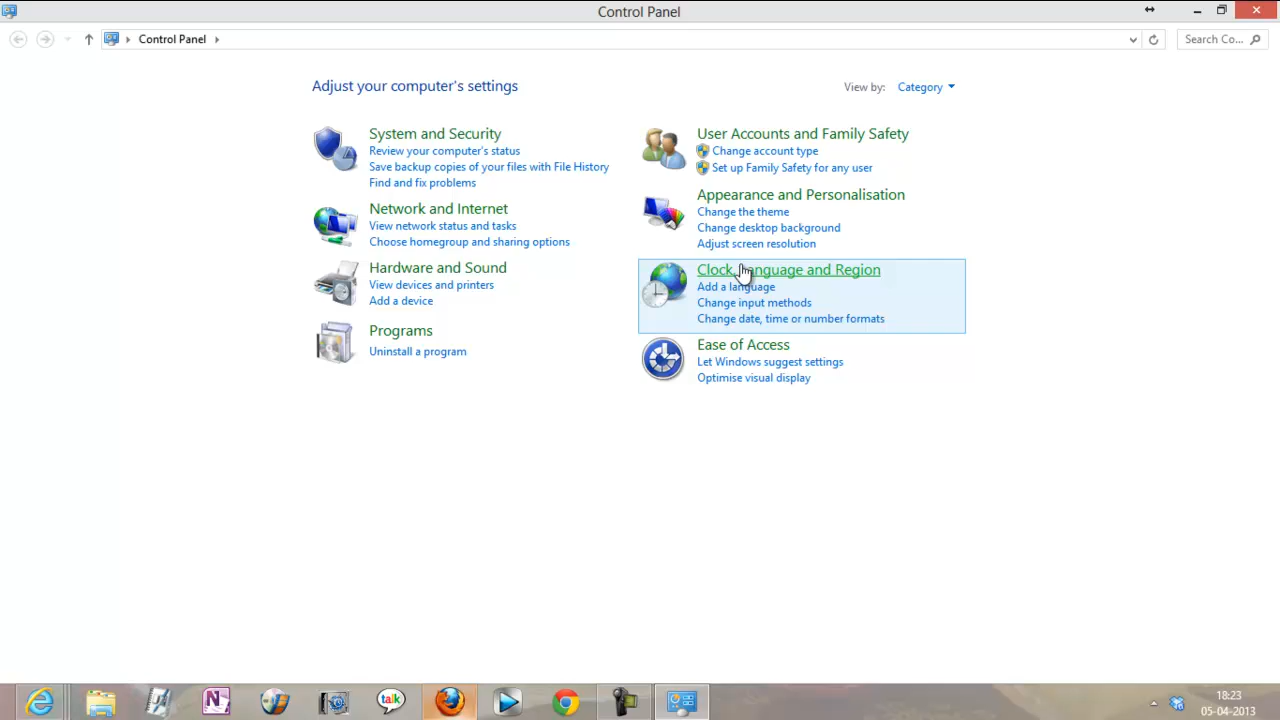 Control Panel
Control Panel
Search Co...
Adjust your computer's settings
View by: Category
System and Security
Review your computer's status
Save backup copies of your files with File History
Find and fix problems
Network and Internet
View network status and tasks
Choose homegroup and sharing options
Hardware and Sound
View devices and printers
Add a device
Programs
Uninstall a program
User Accounts and Family Safety
Change account type
Set up Family Safety for any user
Appearance and Personalisation
Change the theme
Change desktop background
Adjust screen resolution
Clock, Language and Region
Add a language
Change input methods
Change date, time or number formats
Ease of Access
Let Windows suggest settings
Optimise visual display
N
talk
18:23
05-04-2013